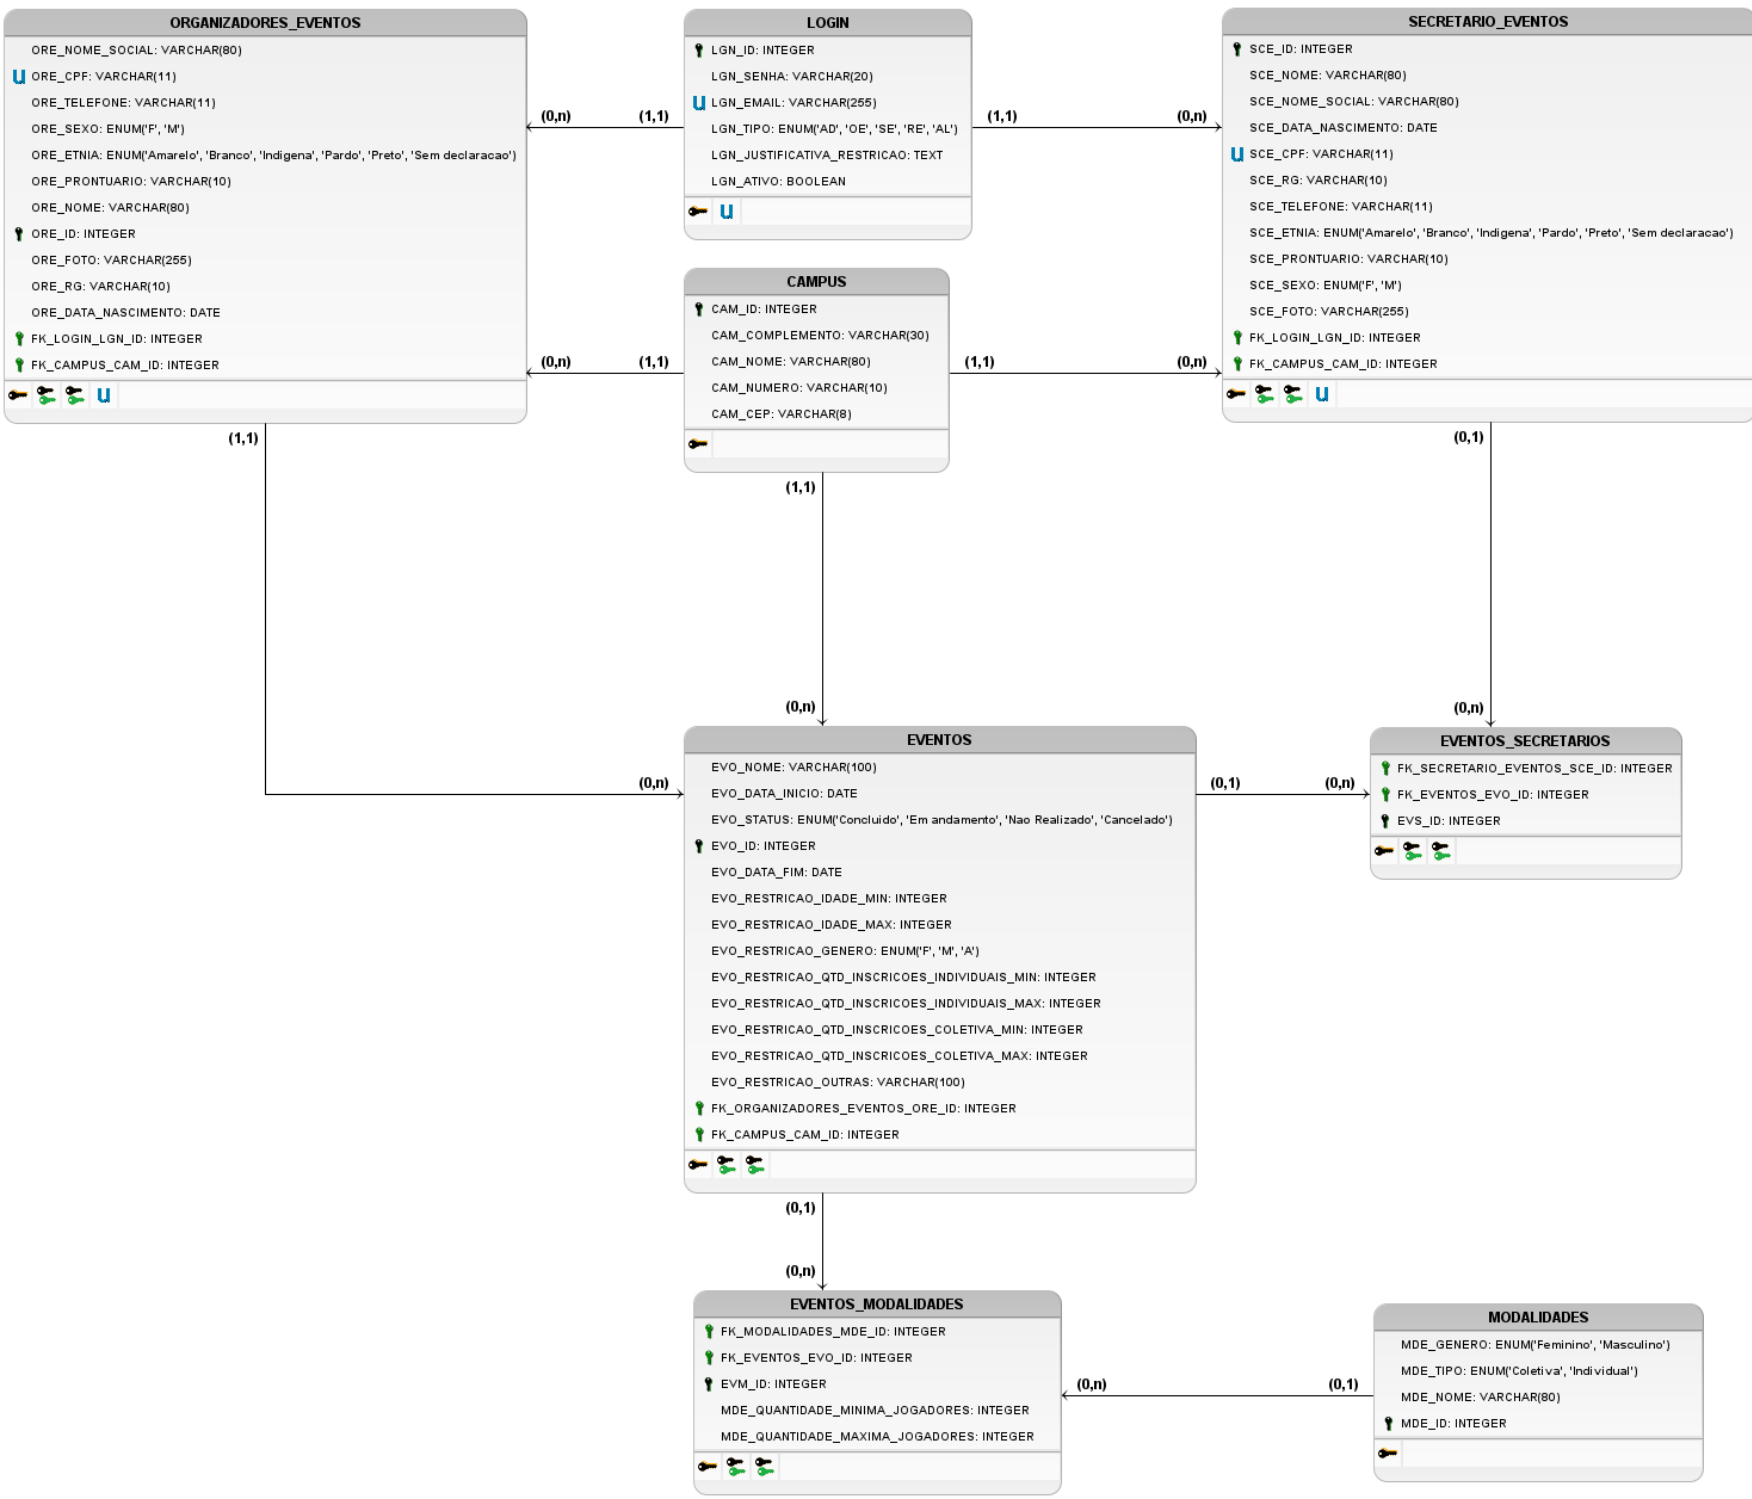 ORGANIZADORES_EVENTOS
ORE_NOME_SOCIAL: VARCHAR(80)
U ORE_CPF: VARCHAR(11)
ORE_TELEFONE: VARCHAR(11)
ORE_SEXO: ENUM('F', 'M')
ORE_ETNIA: ENUM('Amarelo', 'Branco', 'Indigena', 'Pardo', 'Preto', 'Sem declaracao')
ORE_PRONTUARIO: VARCHAR(10)
ORE_NOME: VARCHAR(80)
ORE_ID: INTEGER
ORE_FOTO: VARCHAR(255)
ORE_RG: VARCHAR(10)
ORE_DATA_NASCIMENTO: DATE
FK_LOGIN_LGN_ID: INTEGER
FK_CAMPUS_CAM_ID: INTEGER
U
(0,n) (1,1)
(0,n) (1,1)
(1,1)
(0,n)
LOGIN
LGN_ID: INTEGER
LGN_SENHA: VARCHAR(20)
U LGN_EMAIL: VARCHAR(255)
LGN_TIPO: ENUM('AD', 'OE', 'SE', 'RE', 'AL')
LGN_JUSTIFICATIVA_RESTRICAO: TEXT
LGN_ATIVO: BOOLEAN
U
(1,1) (0,n)
CAMPUS
CAM_ID: INTEGER
CAM_COMPLEMENTO: VARCHAR(30)
CAM_NOME: VARCHAR(80)
CAM_NUMERO: VARCHAR(10)
CAM_CEP: VARCHAR(8)
(1,1) (0,n)
(1,1)
(0,n)
SECRETARIO_EVENTOS
SCE_ID: INTEGER
SCE_NOME: VARCHAR(80)
SCE_NOME_SOCIAL: VARCHAR(80)
SCE_DATA_NASCIMENTO: DATE
U SCE_CPF: VARCHAR(11)
SCE_RG: VARCHAR(10)
SCE_TELEFONE: VARCHAR(11)
SCE_ETNIA: ENUM('Amarelo', 'Branco', 'Indigena', 'Pardo', 'Preto', 'Sem declaracao')
SCE_PRONTUARIO: VARCHAR(10)
SCE_SEXO: ENUM('F', 'M')
SCE_FOTO: VARCHAR(255)
FK_LOGIN_LGN_ID: INTEGER
FK_CAMPUS_CAM_ID: INTEGER
U
(0,1)
(0,n)
EVENTOS
EVO_NOME: VARCHAR(100)
EVO_DATA_INICIO: DATE
EVO_STATUS: ENUM('Concluido', 'Em andamento', 'Nao Realizado', 'Cancelado')
EVO_ID: INTEGER
EVO_DATA_FIM: DATE
EVO_RESTRICAO_IDADE_MIN: INTEGER
EVO_RESTRICAO_IDADE_MAX: INTEGER
EVO_RESTRICAO_GENERO: ENUM('F', 'M', 'A')
EVO_RESTRICAO_QTD_INSCRICOES_INDIVIDUAIS_MIN: INTEGER
EVO_RESTRICAO_QTD_INSCRICOES_INDIVIDUAIS_MAX: INTEGER
EVO_RESTRICAO_QTD_INSCRICOES_COLETIVA_MIN: INTEGER
EVO_RESTRICAO_QTD_INSCRICOES_COLETIVA_MAX: INTEGER
EVO_RESTRICAO_OUTRAS: VARCHAR(100)
FK_ORGANIZADORES_EVENTOS_ORE_ID: INTEGER
FK_CAMPUS_CAM_ID: INTEGER
(0,1) (0,n)
EVENTOS_SECRETARIOS
FK_SECRETARIO_EVENTOS_SCE_ID: INTEGER
FK_EVENTOS_EVO_ID: INTEGER
EVS_ID: INTEGER
(0,1)
(0,n)
EVENTOS_MODALIDADES
FK_MODALIDADES_MDE_ID: INTEGER
FK_EVENTOS_EVO_ID: INTEGER
EVM_ID: INTEGER
MDE_QUANTIDADE_MINIMA_JOGADORES: INTEGER
MDE_QUANTIDADE_MAXIMA_JOGADORES: INTEGER
(0,n) (0,1)
MODALIDADES
MDE_GENERO: ENUM('Feminino', 'Masculino')
MDE_TIPO: ENUM('Coletiva', 'Individual')
MDE_NOME: VARCHAR(80)
MDE_ID: INTEGER